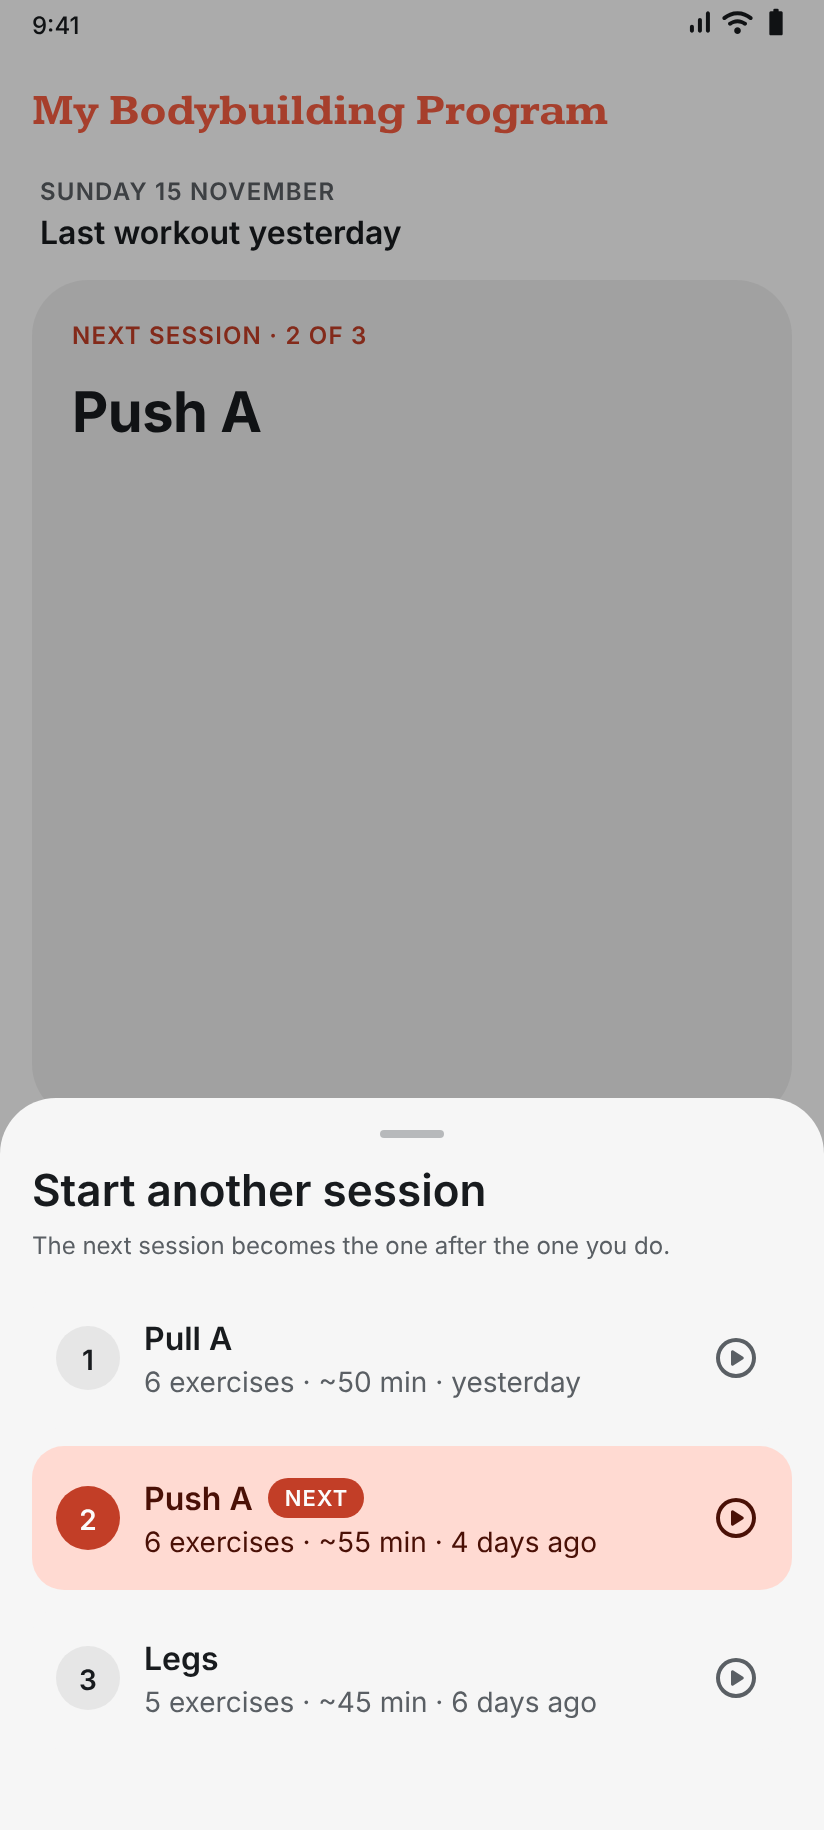 9:41
My Bodybuilding Program
SUNDAY 15 NOVEMBER
Last workout yesterday
NEXT SESSION · 2 OF 3
Push A
Start another session
The next session becomes the one after the one you do.
1
Pull A
6 exercises · ~50 min · yesterday
2
Push A NEXT
6 exercises · ~55 min · 4 days ago
3
Legs
5 exercises · ~45 min · 6 days ago